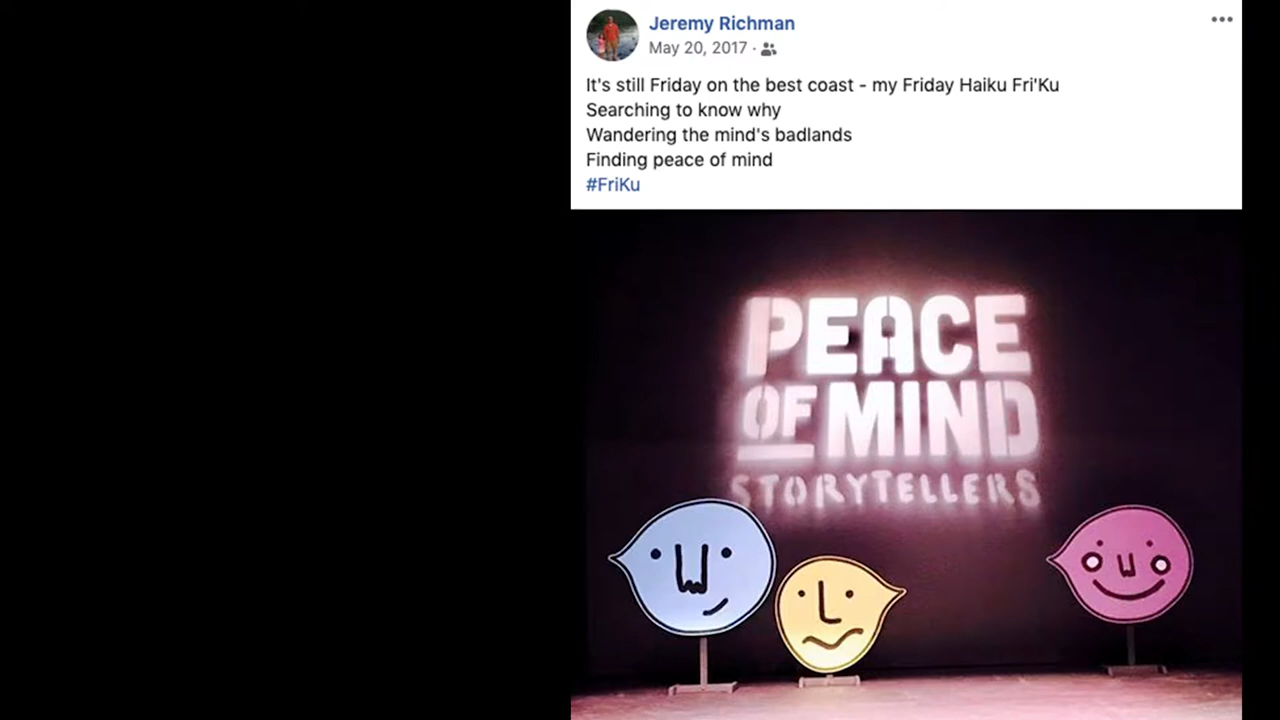 Jeremy Richman
May 20, 2017 ·
It's still Friday on the best coast - my Friday Haiku Fri'Ku
Searching to know why
Wandering the mind's badlands
Finding peace of mind
#FriKu
PEACE
OF MIND
STORYTELLERS